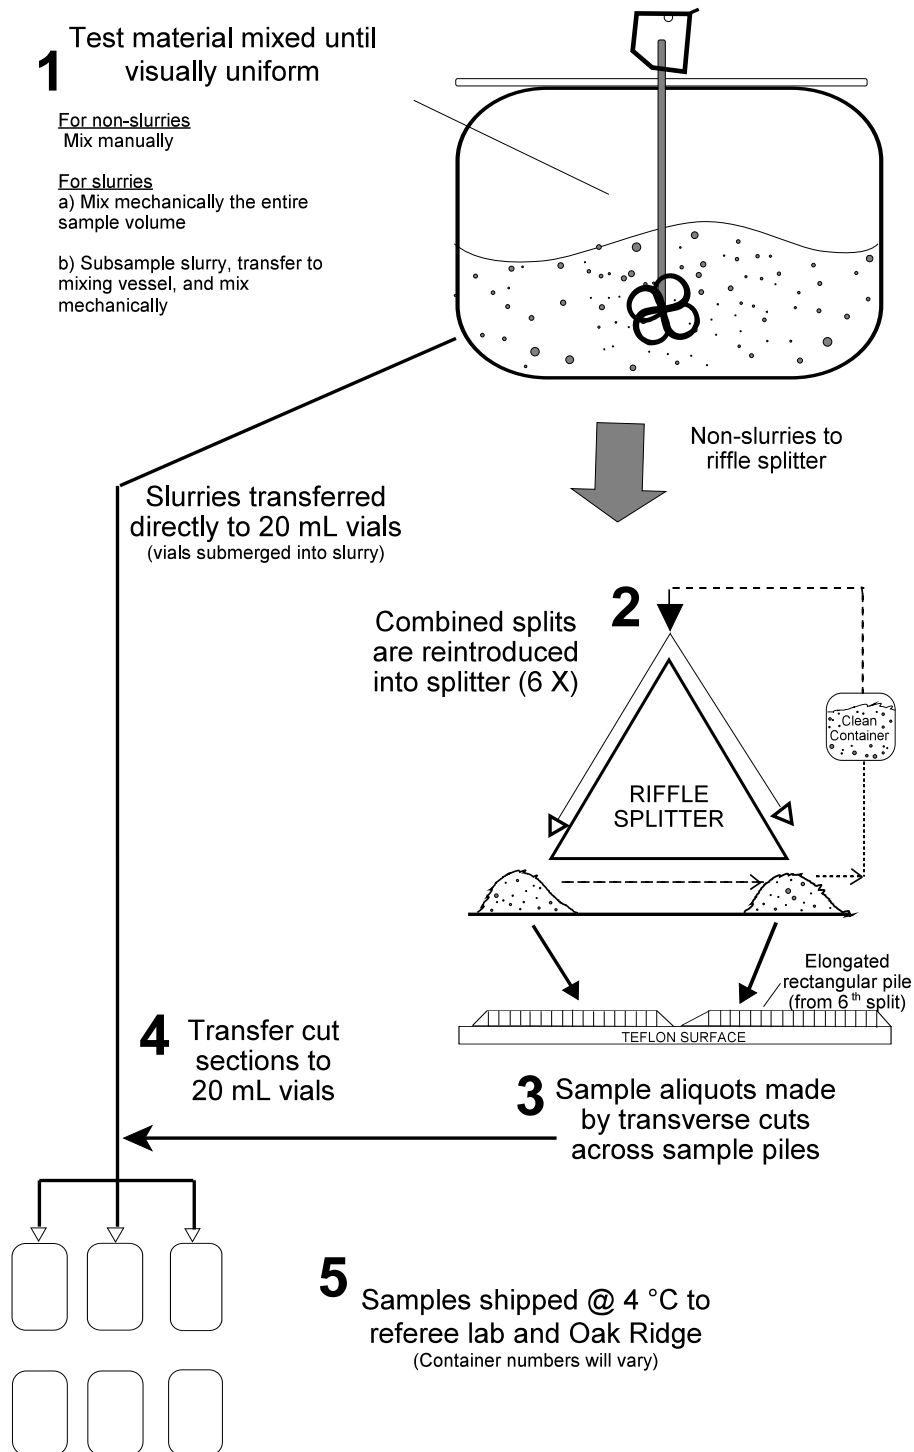 1
Test material mixed until
visually uniform
For non-slurries
Mix manually
For slurries
a) Mix mechanically the entire
sample volume
b) Subsample slurry, transfer to
mixing vessel, and mix
mechanically
Non-slurries to
riffle splitter
Slurries transferred
directly to 20 mL vials
(vials submerged into slurry)
2
Combined splits
are reintroduced
into splitter (6 X)
Clean
Container
RIFFLE
SPLITTER
Elongated
rectangular pile
(from 6th split)
TEFLON SURFACE
4
Transfer cut
sections to
20 mL vials
3
Sample aliquots made
by transverse cuts
across sample piles
5
Samples shipped @ 4 °C to
referee lab and Oak Ridge
(Container numbers will vary)